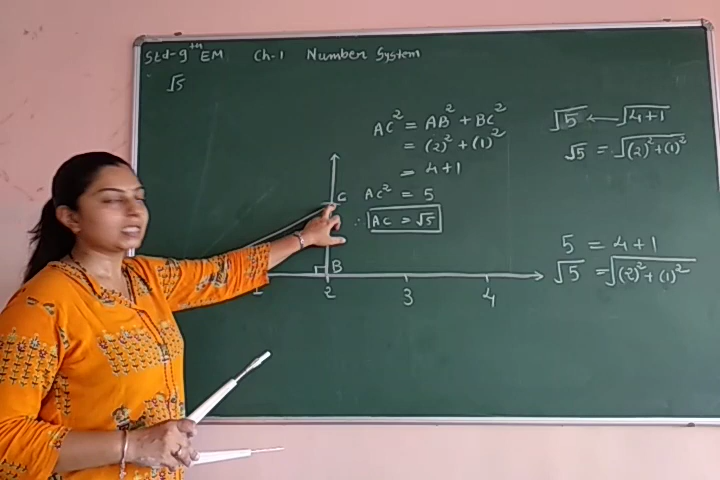 Std-9ᵗʰ EM Ch-1 Number System
√5
AC² = AB² + BC²
= (2)² + (1)²
= 4+1
AC² = 5
∴ AC = √5
√5 ← √4+1
√5 = √(2)²+(1)²
5 = 4+1
√5 = √(2)²+(1)²
C
B
1 2 3 4